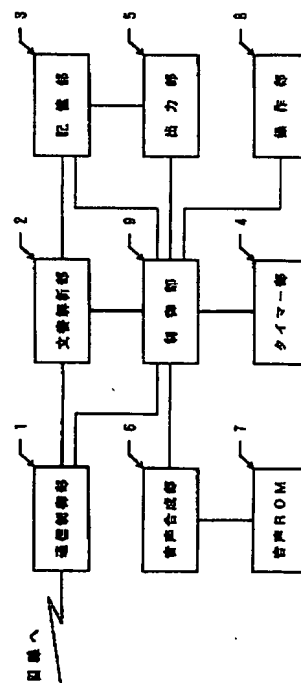 回線へ
1
通信制御部
2
文書解析部
3
記憶部
6
音声合成部
9
制御部
5
出力部
7
音声ROM
4
タイマー部
8
操作部